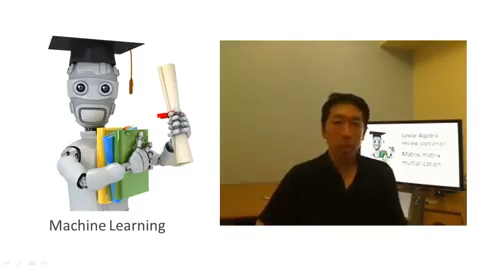 Machine Learning
Linear Algebra
review (optional)
Matrix-matrix
multiplication